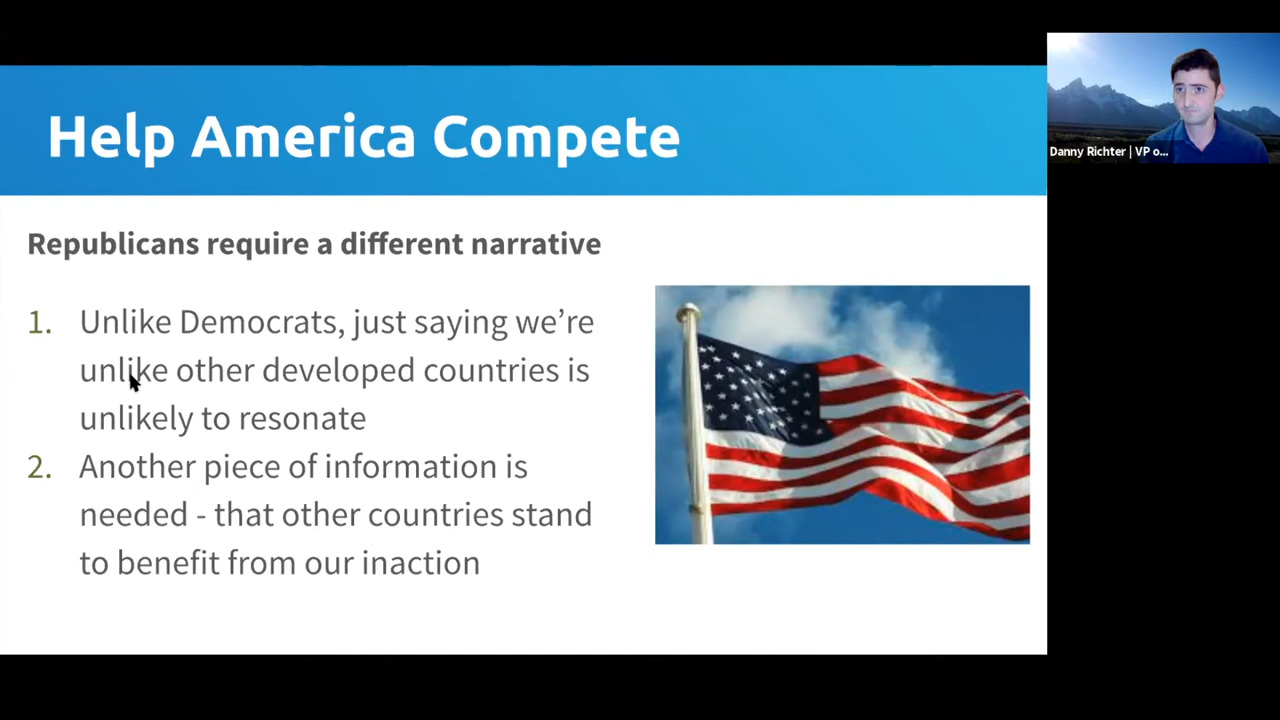 Help America Compete
Danny Richter | VP o...
Republicans require a different narrative
1. Unlike Democrats, just saying we’re
unlike other developed countries is
unlikely to resonate
2. Another piece of information is
needed - that other countries stand
to benefit from our inaction